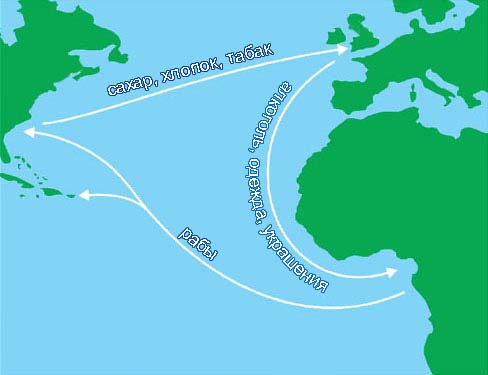 сахар, хлопок, табак
алкоголь, одежда, украшения
рабы